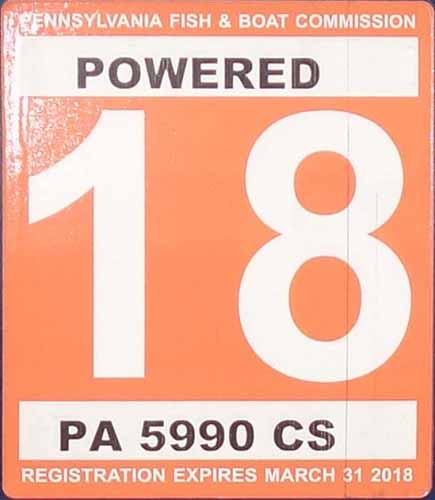 PENNSYLVANIA FISH & BOAT COMMISSION
POWERED
18
PA 5990 CS
REGISTRATION EXPIRES MARCH 31 2018